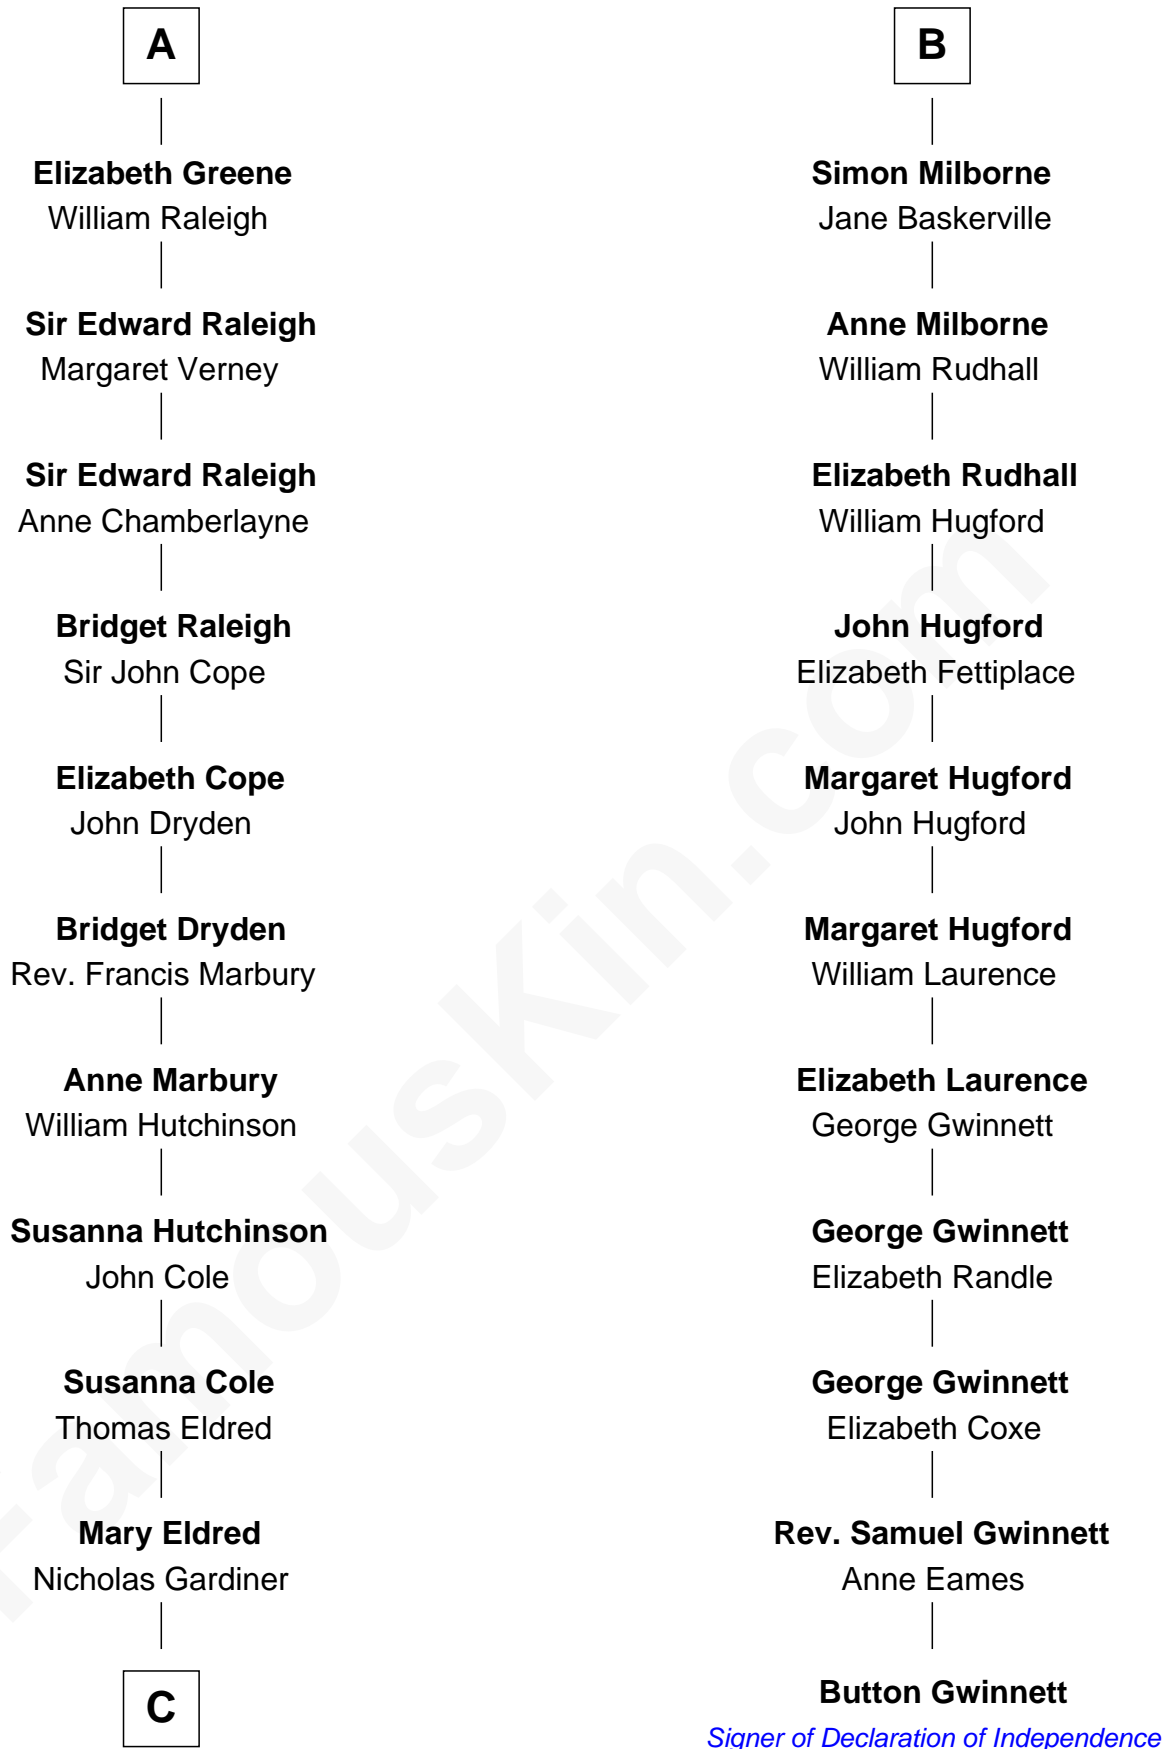 A
Elizabeth Greene
William Raleigh
Sir Edward Raleigh
Margaret Verney
Sir Edward Raleigh
Anne Chamberlayne
Bridget Raleigh
Sir John Cope
Elizabeth Cope
John Dryden
Bridget Dryden
Rev. Francis Marbury
Anne Marbury
William Hutchinson
Susanna Hutchinson
John Cole
Susanna Cole
Thomas Eldred
Mary Eldred
Nicholas Gardiner
C
B
Simon Milborne
Jane Baskerville
Anne Milborne
William Rudhall
Elizabeth Rudhall
William Hugford
John Hugford
Elizabeth Fettiplace
Margaret Hugford
John Hugford
Margaret Hugford
William Laurence
Elizabeth Laurence
George Gwinnett
George Gwinnett
Elizabeth Randle
George Gwinnett
Elizabeth Coxe
Rev. Samuel Gwinnett
Anne Eames
Button Gwinnett
Signer of Declaration of Independence
FamousKin.com